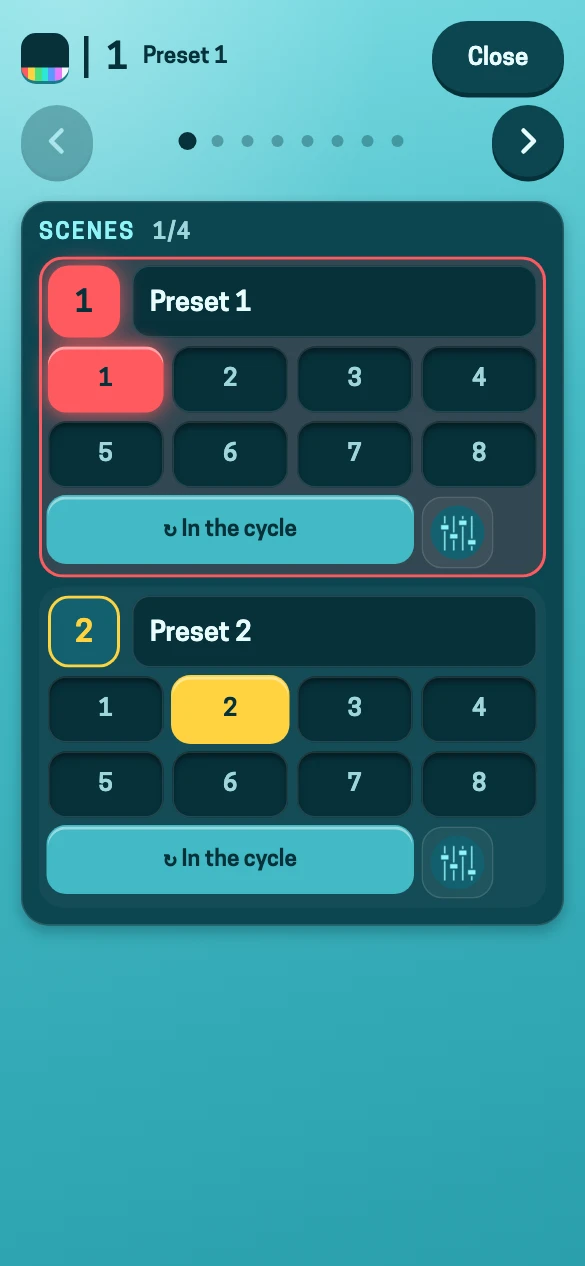 1 Preset 1 Close
SCENES 1/4
1 Preset 1
1 2 3 4
5 6 7 8
↻ In the cycle
2 Preset 2
1 2 3 4
5 6 7 8
↻ In the cycle